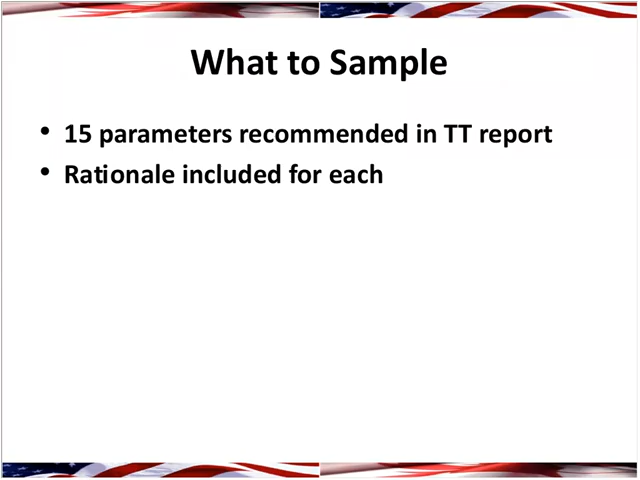 What to Sample
• 15 parameters recommended in TT report
• Rationale included for each